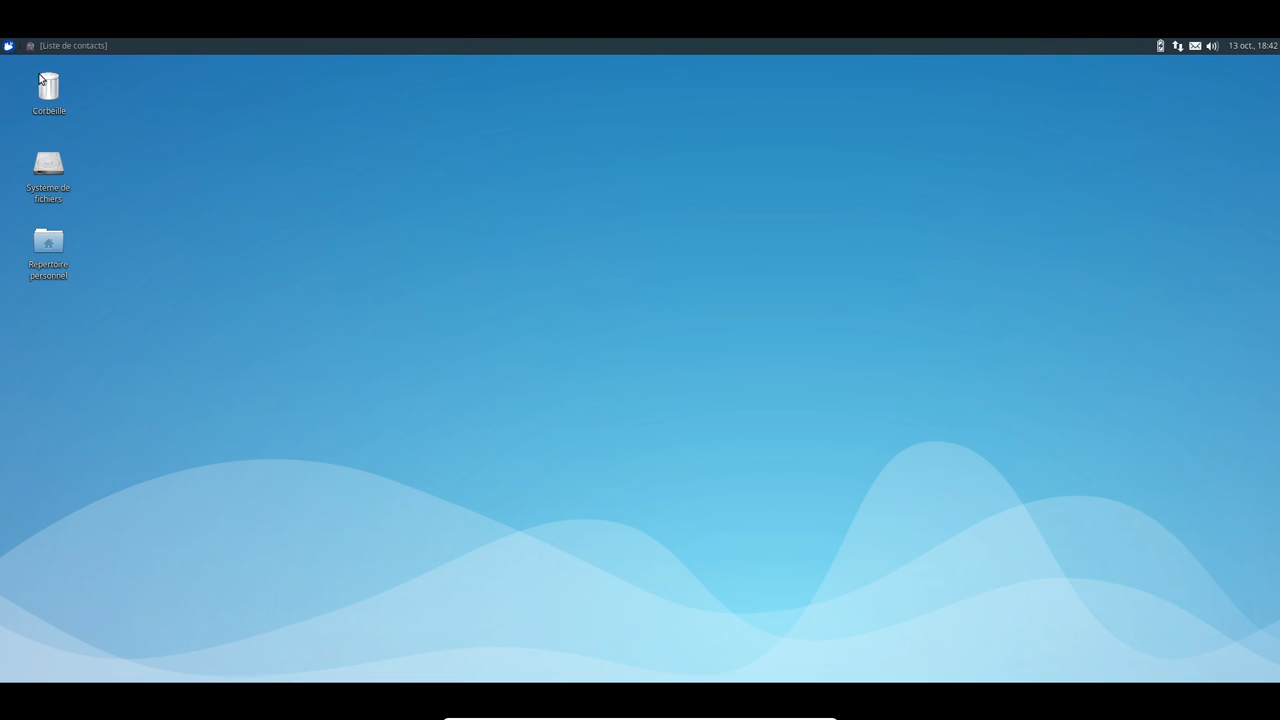 [Liste de contacts]
13 oct., 18:42
Corbeille
Système de
fichiers
Répertoire
personnel